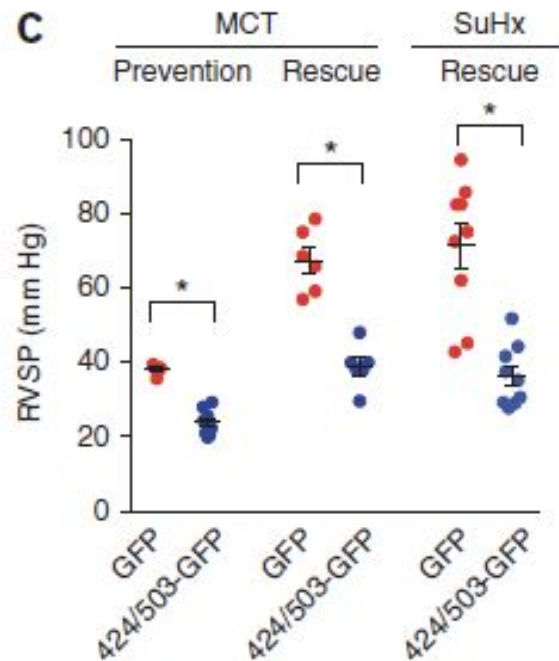 C
MCT SuHx
Prevention Rescue Rescue
*
*
*
100
80
60
40
20
0
RVSP (mm Hg)
GFP
424/503-GFP
GFP
424/503-GFP
GFP
424/503-GFP